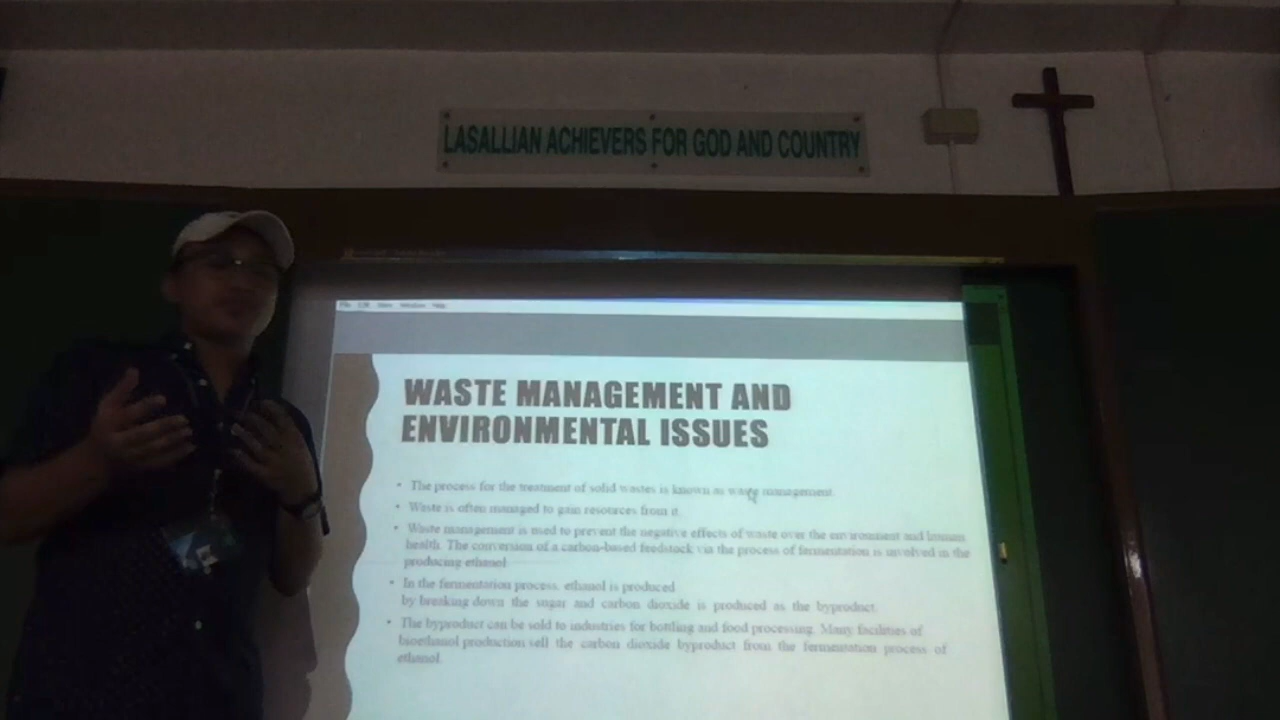 LASALLIAN ACHIEVERS FOR GOD AND COUNTRY
File Edit View Window Help
WASTE MANAGEMENT AND
ENVIRONMENTAL ISSUES
• The process for the treatment of solid wastes is known as waste management.
• Waste is often managed to gain resources from it.
• Waste management is used to prevent the negative effects of waste over the environment and human
health. The conversion of a carbon-based feedstock via the process of fermentation is involved in the
producing ethanol
• In the fermentation process, ethanol is produced
by breaking down the sugar and carbon dioxide is produced as the byproduct.
• The byproduct can be sold to industries for bottling and food processing. Many facilities of
bioethanol production sell the carbon dioxide byproduct from the fermentation process of
ethanol.